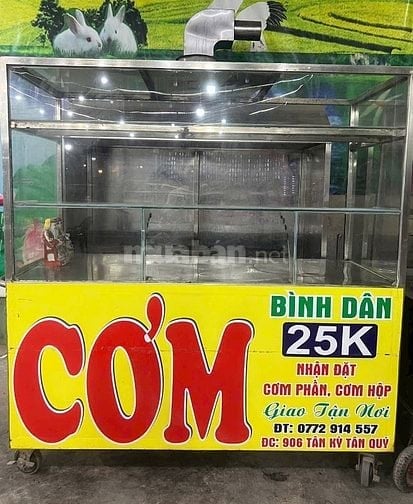 muaban.net
CƠM
BÌNH DÂN
25K
NHẬN ĐẶT
CƠM PHẦN, CƠM HỘP
Giao Tận Nơi
ĐT: 0772 914 557
ĐC: 906 TÂN KỲ TÂN QUÝ